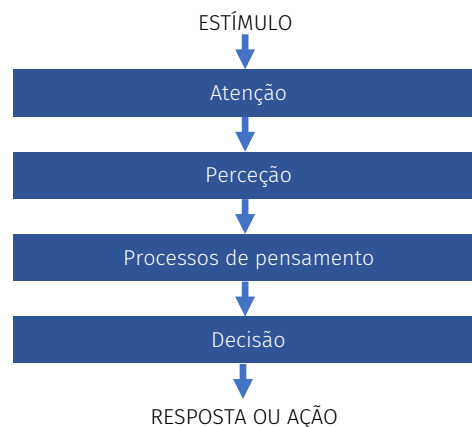 ESTÍMULO
Atenção
Perceção
Processos de pensamento
Decisão
RESPOSTA OU AÇÃO